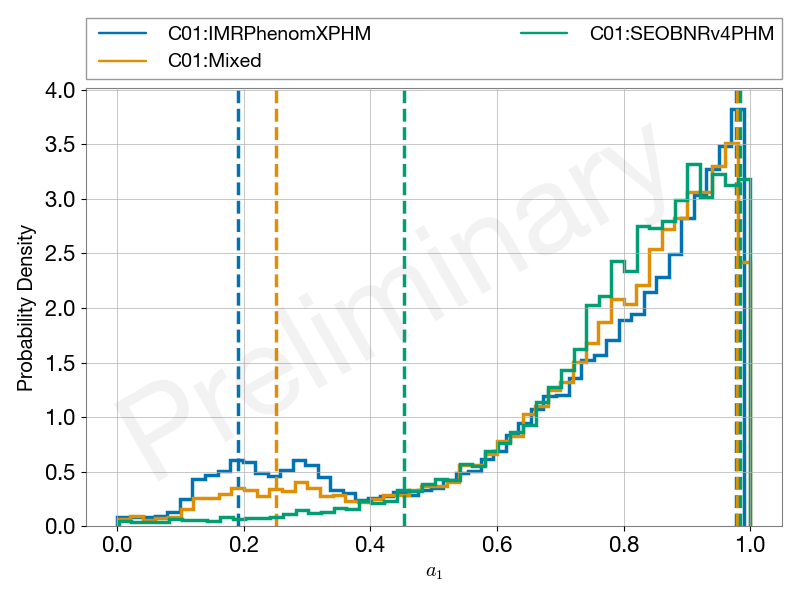 C01:IMRPhenomXPHM
C01:Mixed
C01:SEOBNRv4PHM
4.0
3.5
3.0
2.5
2.0
1.5
1.0
0.5
0.0
Probability Density
Preliminary
0.0 0.2 0.4 0.6 0.8 1.0
a₁